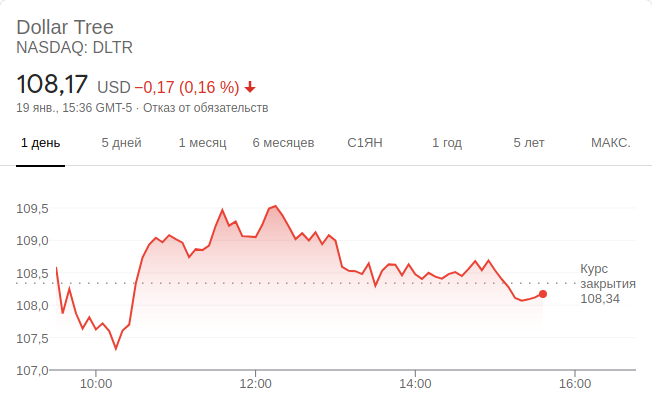 Dollar Tree
NASDAQ: DLTR
108,17 USD −0,17 (0,16 %)
19 янв., 15:36 GMT-5 · Отказ от обязательств
1 день 5 дней 1 месяц 6 месяцев С1ЯН 1 год 5 лет МАКС.
109,5
109,0
108,5
108,0
107,5
107,0
Курс
закрытия
108,34
10:00 12:00 14:00 16:00